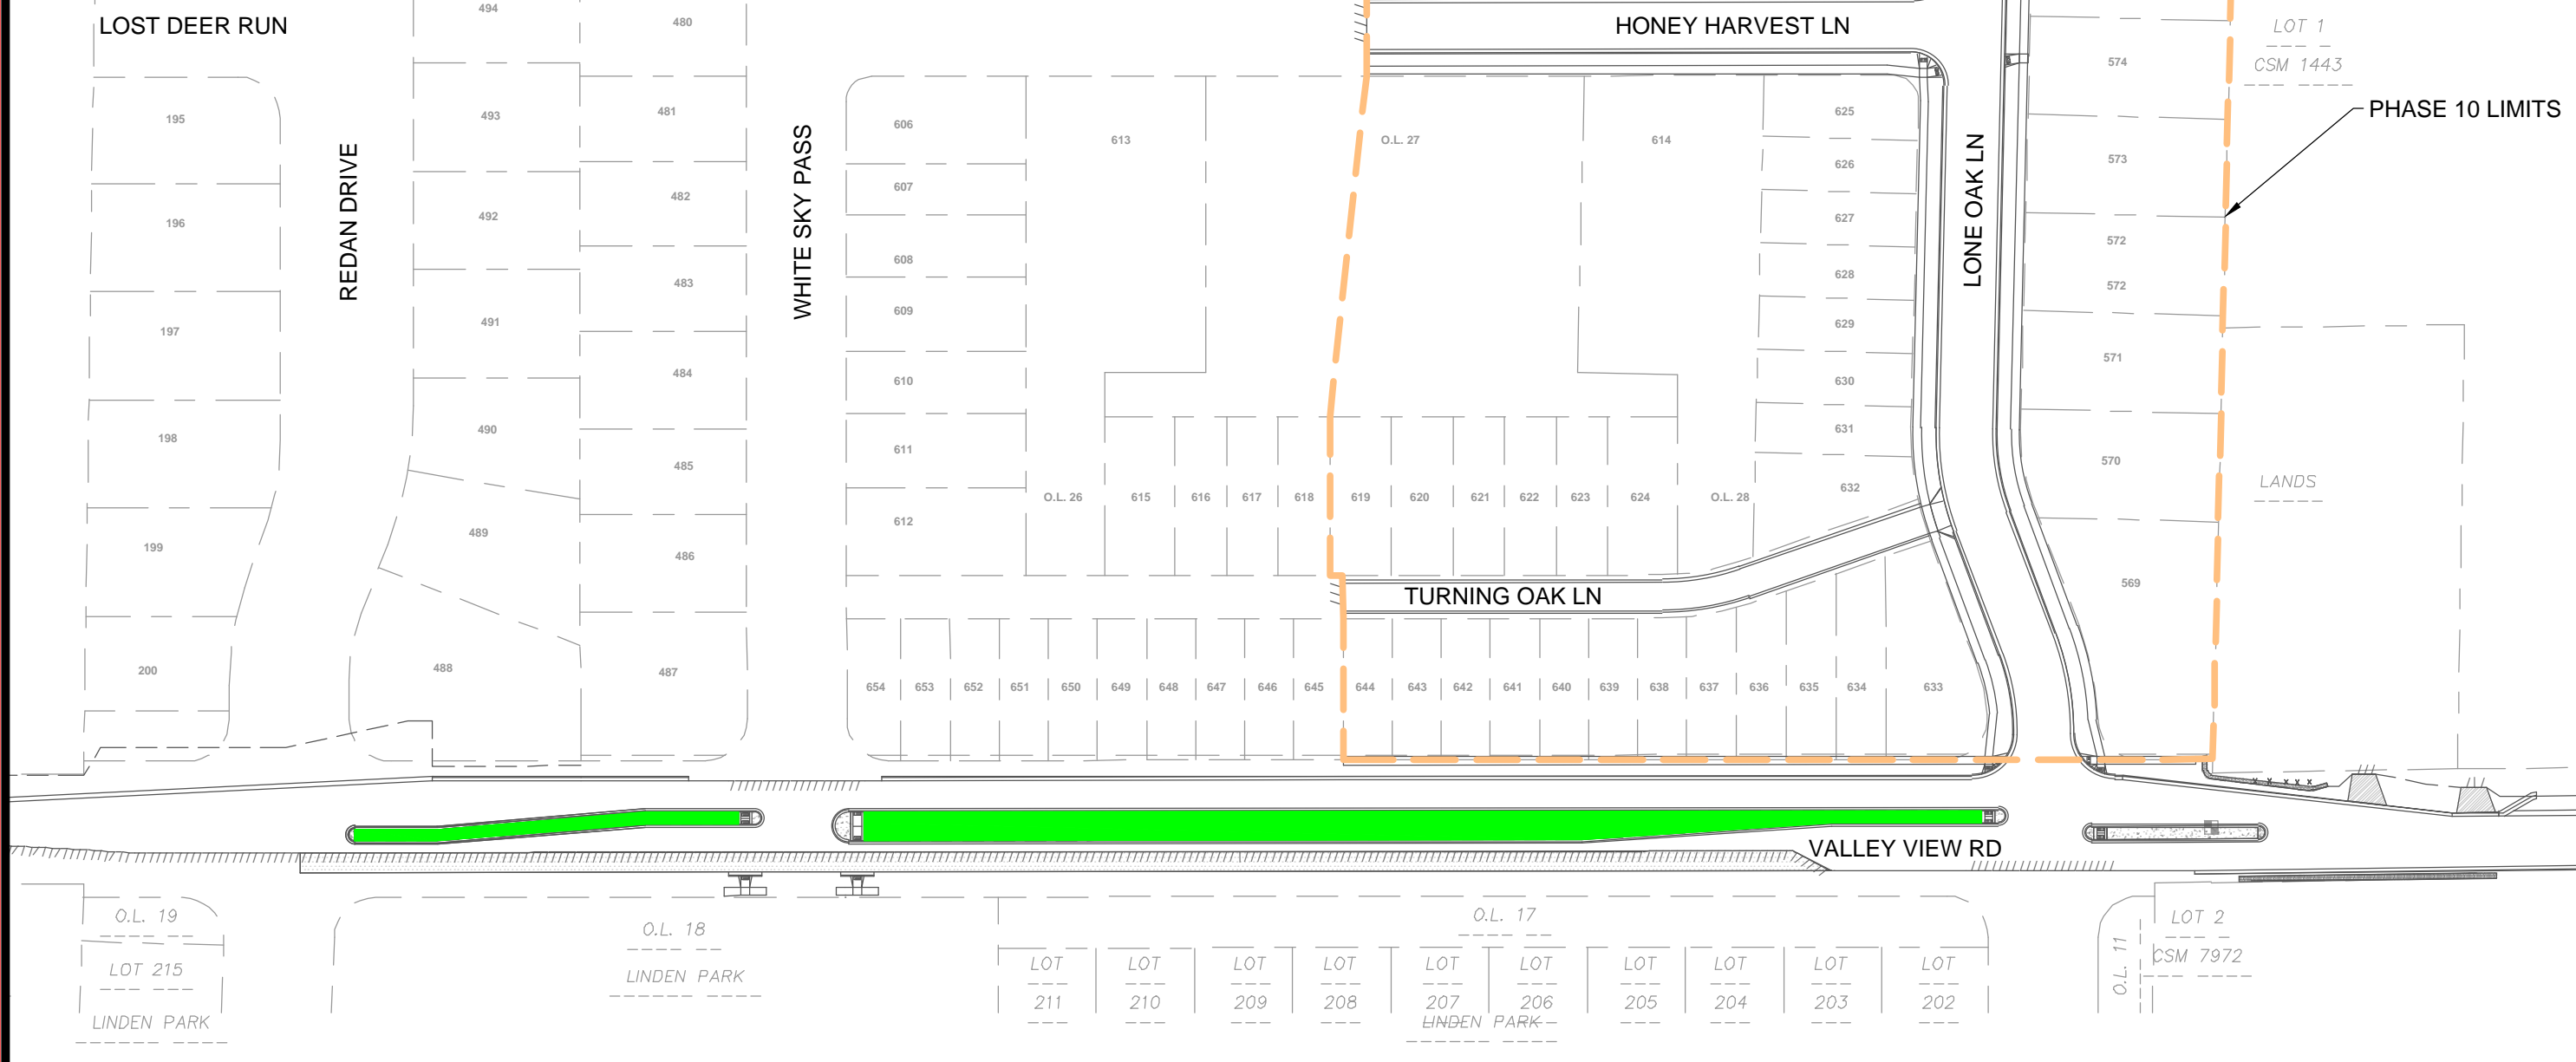 LOST DEER RUN
494
480
HONEY HARVEST LN
LOT 1
CSM 1443
574
PHASE 10 LIMITS
195
493
481
606
613
O.L. 27
614
625
REDAN DRIVE
WHITE SKY PASS
LONE OAK LN
626
573
607
196
492
482
627
572
608
628
483
572
609
197
491
629
571
484
610
630
198
490
611
631
485
570
LANDS
O.L. 26
615
616
617
618
619
620
621
622
623
624
O.L. 28
632
612
199
489
486
569
TURNING OAK LN
200
488
487
654
653
652
651
650
649
648
647
646
645
644
643
642
641
640
639
638
637
636
635
634
633
VALLEY VIEW RD
O.L. 19
O.L. 18
O.L. 17
LOT 2
LOT 215
LINDEN PARK
LOT
211
LOT
210
LOT
209
LOT
208
LOT
207
LOT
206
LOT
205
LOT
204
LOT
203
LOT
202
O.L. 11
CSM 7972
LINDEN PARK
LINDEN PARK